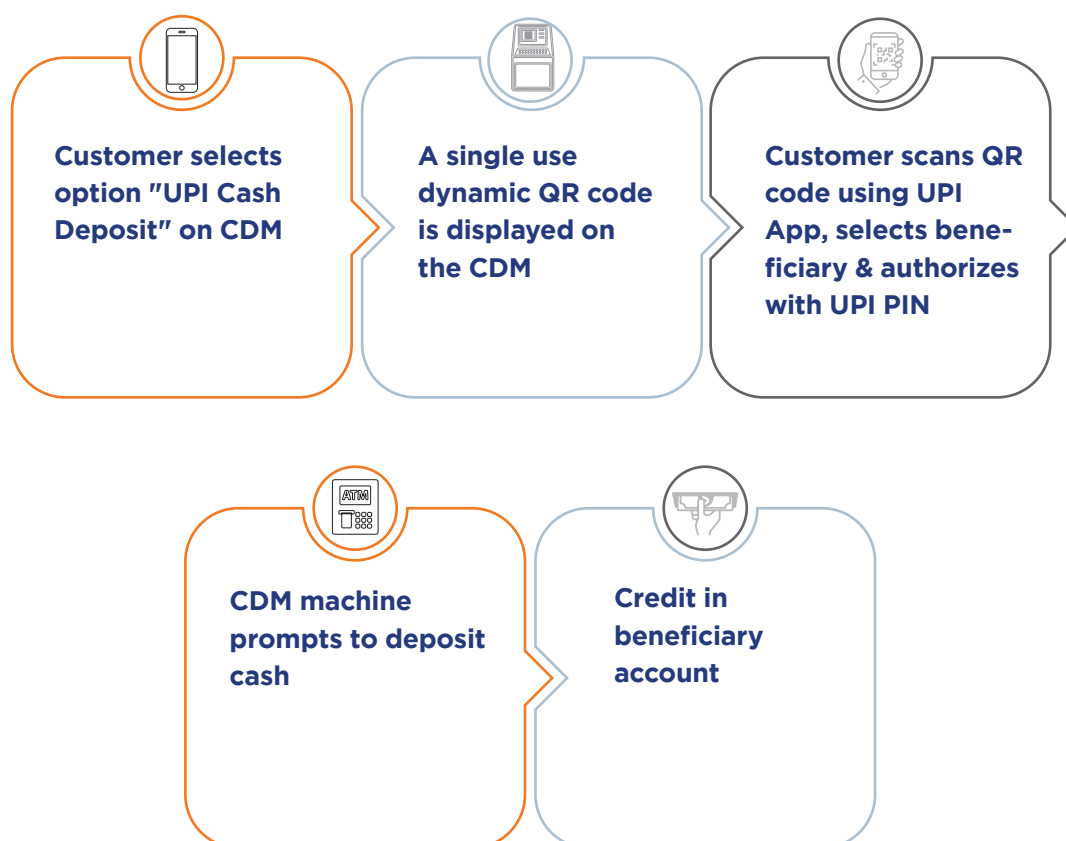 Customer selects
option "UPI Cash
Deposit" on CDM
A single use
dynamic QR code
is displayed on
the CDM
Customer scans QR
code using UPI
App, selects bene-
ficiary & authorizes
with UPI PIN
ATM
CDM machine
prompts to deposit
cash
Credit in
beneficiary
account